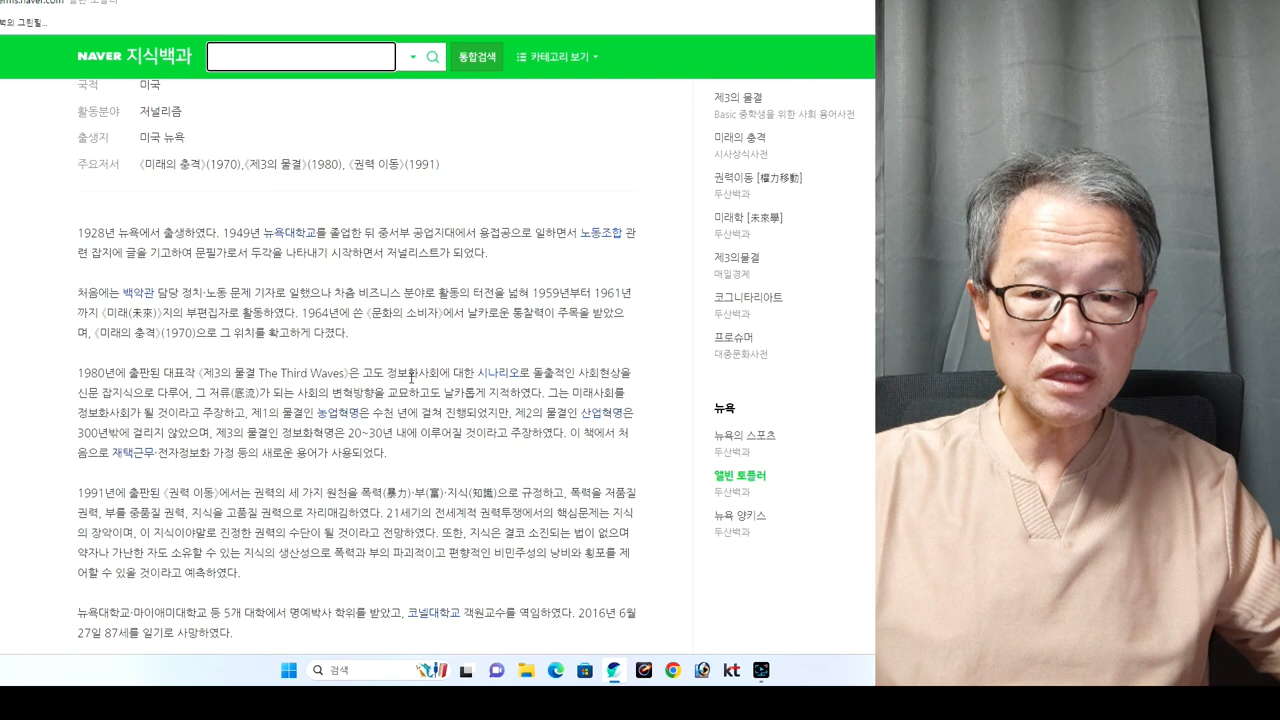 erms.naver.com 앨빈 토플러
북의 그린필...
NAVER 지식백과
통합검색
카테고리 보기
국적 미국
활동분야 저널리즘
출생지 미국 뉴욕
주요저서 《미래의 충격》(1970),《제3의 물결》(1980), 《권력 이동》(1991)
1928년 뉴욕에서 출생하였다. 1949년 뉴욕대학교를 졸업한 뒤 중서부 공업지대에서 용접공으로 일하면서 노동조합 관
련 잡지에 글을 기고하여 문필가로서 두각을 나타내기 시작하면서 저널리스트가 되었다.
처음에는 백악관 담당 정치·노동 문제 기자로 일했으나 차츰 비즈니스 분야로 활동의 터전을 넓혀 1959년부터 1961년
까지 《미래(未來)》지의 부편집자로 활동하였다. 1964년에 쓴 《문화의 소비자》에서 날카로운 통찰력이 주목을 받았으
며, 《미래의 충격》(1970)으로 그 위치를 확고하게 다졌다.
1980년에 출판된 대표작 《제3의 물결 The Third Waves》은 고도 정보화사회에 대한 시나리오로 돌출적인 사회현상을
신문 잡지식으로 다루어, 그 저류(底流)가 되는 사회의 변혁방향을 교묘하고도 날카롭게 지적하였다. 그는 미래사회를
정보화사회가 될 것이라고 주장하고, 제1의 물결인 농업혁명은 수천 년에 걸쳐 진행되었지만, 제2의 물결인 산업혁명은
300년밖에 걸리지 않았으며, 제3의 물결인 정보화혁명은 20~30년 내에 이루어질 것이라고 주장하였다. 이 책에서 처
음으로 재택근무·전자정보화 가정 등의 새로운 용어가 사용되었다.
1991년에 출판된 《권력 이동》에서는 권력의 세 가지 원천을 폭력(暴力)·부(富)·지식(知識)으로 규정하고, 폭력을 저품질
권력, 부를 중품질 권력, 지식을 고품질 권력으로 자리매김하였다. 21세기의 전세계적 권력투쟁에서의 핵심문제는 지식
의 장악이며, 이 지식이야말로 진정한 권력의 수단이 될 것이라고 전망하였다. 또한, 지식은 결코 소진되는 법이 없으며
약자나 가난한 자도 소유할 수 있는 지식의 생산성으로 폭력과 부의 파괴적이고 편향적인 비민주성의 낭비와 횡포를 제
어할 수 있을 것이라고 예측하였다.
뉴욕대학교·마이애미대학교 등 5개 대학에서 명예박사 학위를 받았고, 코넬대학교 객원교수를 역임하였다. 2016년 6월
27일 87세를 일기로 사망하였다.
제3의 물결
Basic 중학생을 위한 사회 용어사전
미래의 충격
시사상식사전
권력이동 [權力移動]
두산백과
미래학 [未來學]
두산백과
제3의물결
매일경제
코그니타리아트
두산백과
프로슈머
대중문화사전
뉴욕
뉴욕의 스포츠
두산백과
앨빈 토플러
두산백과
뉴욕 양키스
두산백과
검색
kt